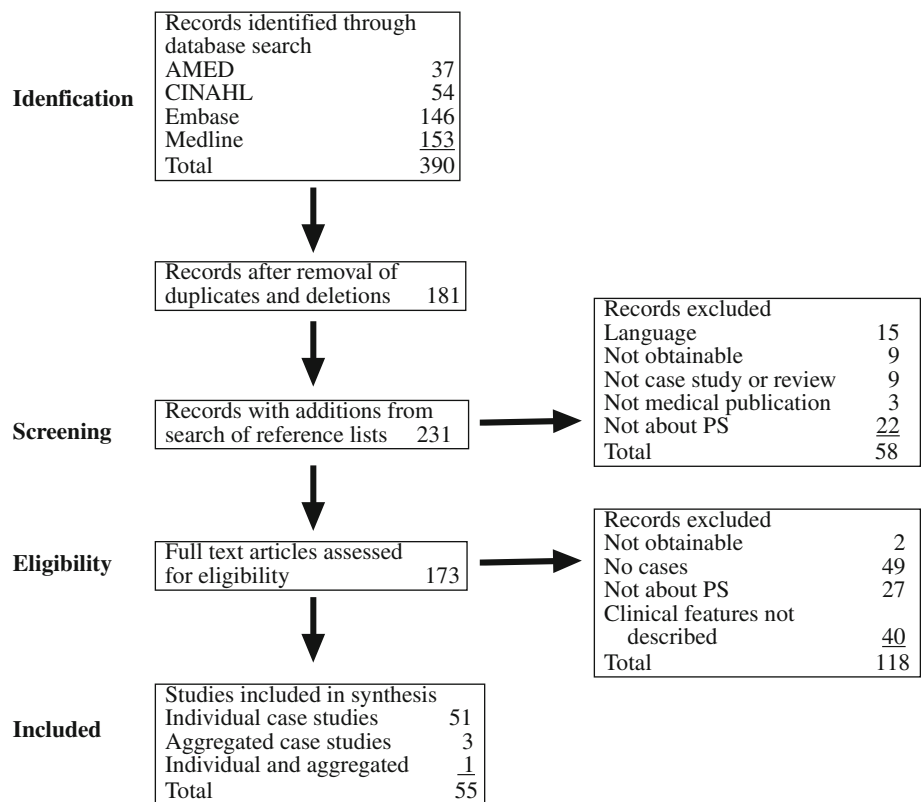 Records identified through
database search
AMED 37
CINAHL 54
Embase 146
Medline 153
Total 390
Idenfication
Records after removal of
duplicates and deletions 181
Records excluded
Language 15
Not obtainable 9
Not case study or review 9
Not medical publication 3
Not about PS 22
Total 58
Screening
Records with additions from
search of reference lists 231
Records excluded
Not obtainable 2
No cases 49
Not about PS 27
Clinical features not
described 40
Total 118
Eligibility
Full text articles assessed
for eligibility 173
Included
Studies included in synthesis
Individual case studies 51
Aggregated case studies 3
Individual and aggregated 1
Total 55